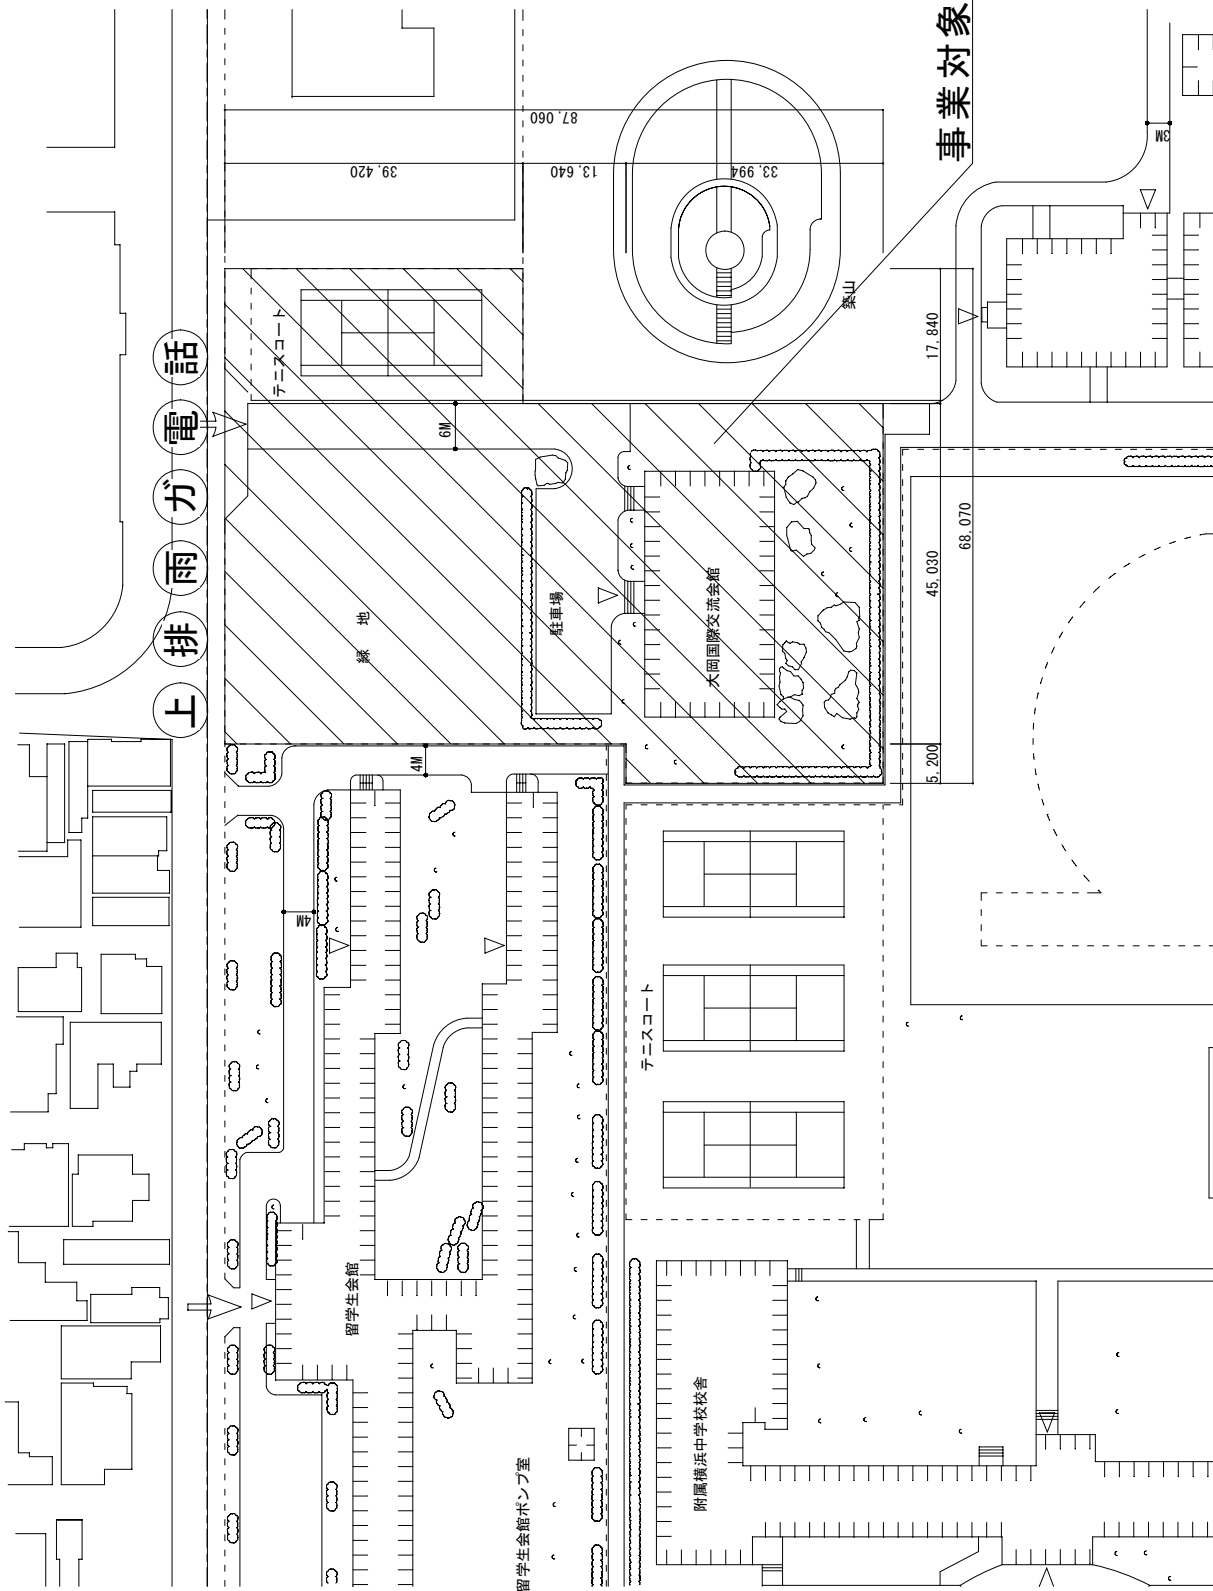 事業対象
87,060
39,420
13,640
33,994
3M
築山
テニスコート
17,840
話
電
ガ
雨
排
上
6M
68,070
45,030
5,200
緑 地
駐車場
大岡国際交流会館
4M
4M
テニスコート
留学生会館
附属横浜中学校校舎
留学生会館ポンプ室